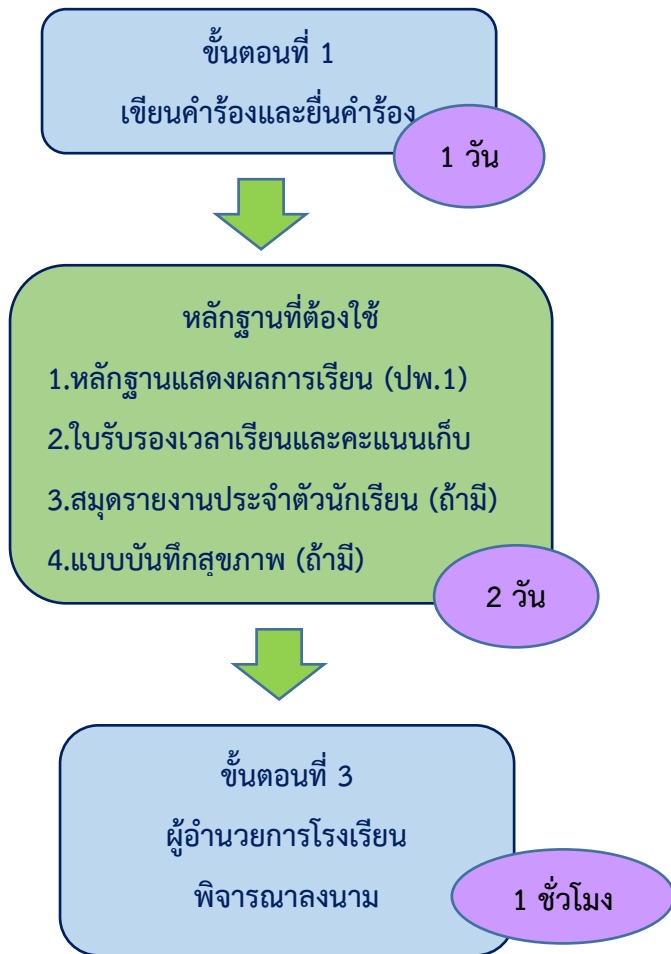 ขั้นตอนที่ 1
เขียนคำร้องและยื่นคำร้อง
1 วัน
หลักฐานที่ต้องใช้
1.หลักฐานแสดงผลการเรียน (ปพ.1)
2.ใบรับรองเวลาเรียนและคะแนนเก็บ
3.สมุดรายงานประจำตัวนักเรียน (ถ้ามี)
4.แบบบันทึกสุขภาพ (ถ้ามี)
2 วัน
ขั้นตอนที่ 3
ผู้อำนวยการโรงเรียน
พิจารณาลงนาม
1 ชั่วโมง